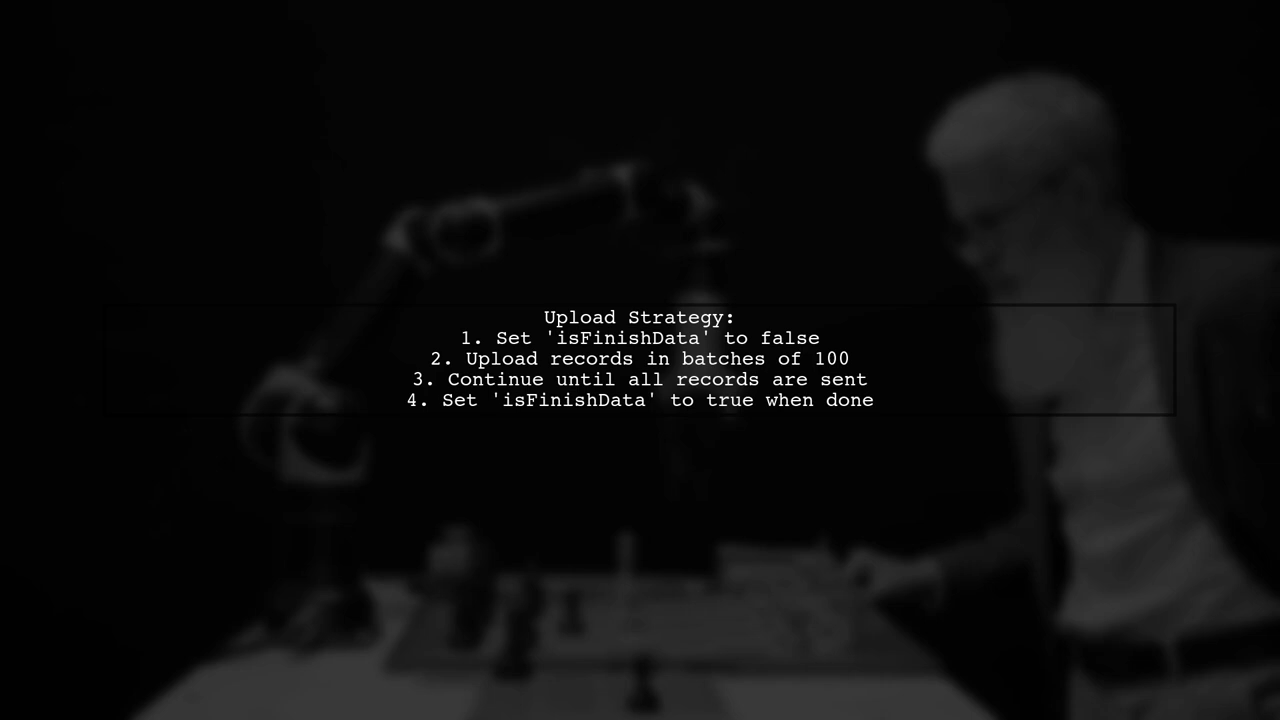 Upload Strategy:
1. Set 'isFinishData' to false
2. Upload records in batches of 100
3. Continue until all records are sent
4. Set 'isFinishData' to true when done